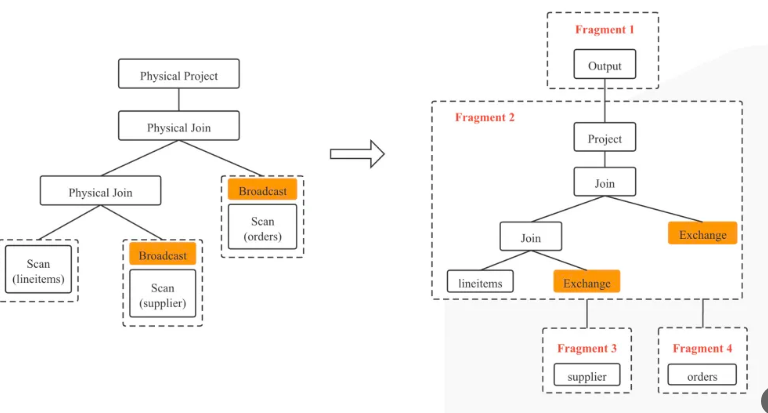 Physical Project
Physical Join
Physical Join
Broadcast
Scan
(orders)
Scan
(lineitems)
Broadcast
Scan
(supplier)
Fragment 1
Output
Fragment 2
Project
Join
Join
Exchange
lineitems
Exchange
Fragment 3
supplier
Fragment 4
orders